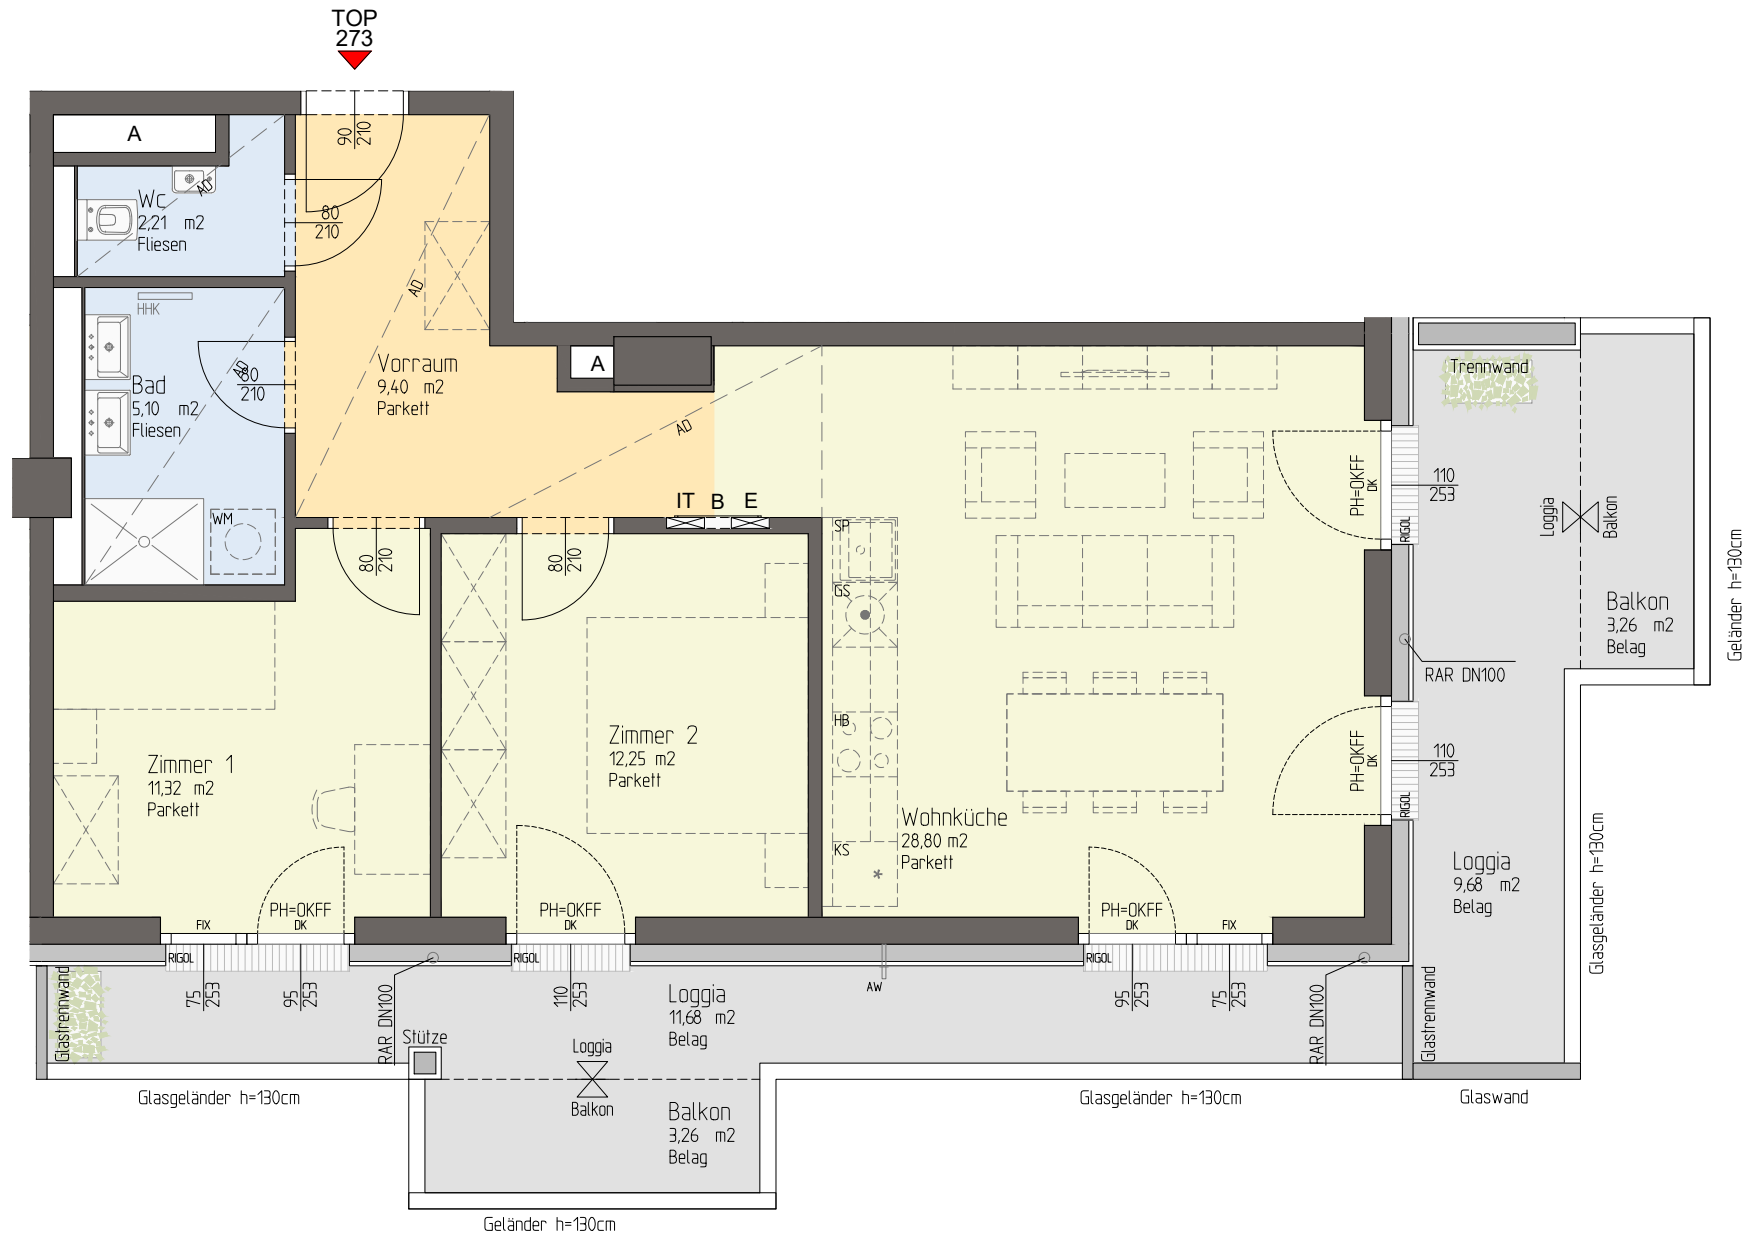 TOP
273
A
90
210
Wc
2,21 m2
Fliesen
AD
80
210
HHK
AD
Bad
5,10 m2
Fliesen
80
210
WM
AD
Vorraum
9,40 m2
Parkett
A
AD
IT B E
80
210
80
210
Zimmer 1
11,32 m2
Parkett
Zimmer 2
12,25 m2
Parkett
SP
GS
HB
KS
*
Wohnküche
28,80 m2
Parkett
PH=OKFF
DK
110
253
RIGOL
PH=OKFF
DK
110
253
RIGOL
Trennwand
Loggia
Balkon
Balkon
3,26 m2
Belag
Geländer h=130cm
RAR DN100
Loggia
9,68 m2
Belag
Glasgeländer h=130cm
FIX
PH=OKFF
DK
RIGOL
75
253
95
253
PH=OKFF
DK
RIGOL
110
253
PH=OKFF
DK
FIX
RIGOL
95
253
75
253
Glastrennwand
RAR DN100
Stütze
Loggia
11,68 m2
Belag
AW
RAR DN100
Glastrennwand
Loggia
Balkon
Glasgeländer h=130cm
Balkon
3,26 m2
Belag
Glasgeländer h=130cm
Glaswand
Geländer h=130cm